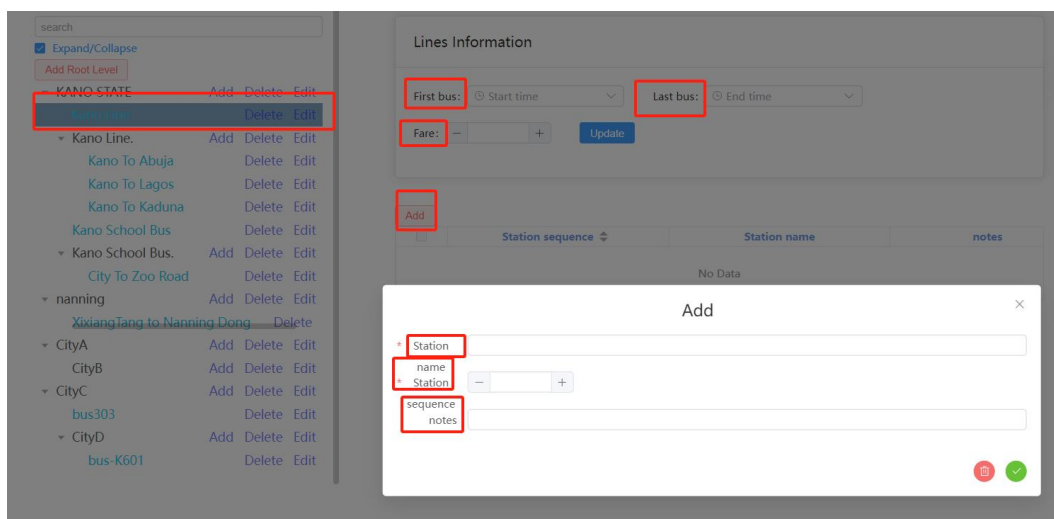 search
Expand/Collapse
Add Root Level
KANO STATE Add Delete Edit
Kano Line Delete Edit
Kano Line. Add Delete Edit
Kano To Abuja Delete Edit
Kano To Lagos Delete Edit
Kano To Kaduna Delete Edit
Kano School Bus Delete Edit
Kano School Bus. Add Delete Edit
City To Zoo Road Delete Edit
nanning Add Delete Edit
XixiangTang to Nanning Dong Delete
CityA Add Delete Edit
CityB Add Delete Edit
CityC Add Delete Edit
bus303 Delete Edit
CityD Add Delete Edit
bus-K601 Delete Edit
Lines Information
First bus: Start time Last bus: End time
Fare: − + Update
Add
Station sequence Station name notes
No Data
Add
* Station
name
* Station − +
sequence
notes